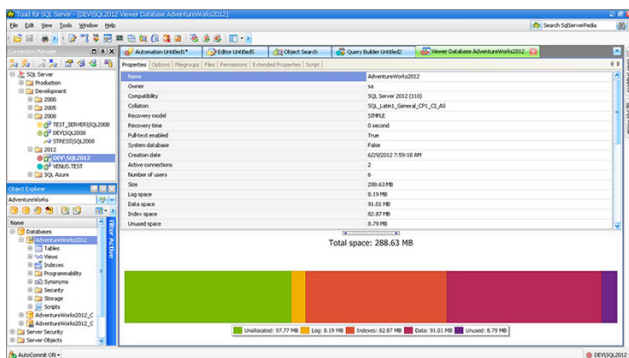 Toad for SQL Server - [DEV\SQL2012 Viewer Database AdventureWorks2012]
File Edit View Tools Window Help
Search SqlServerPedia
Connection Manager
SQL Server
Production
Development
2000
2005
2008
TEST_SERVER\SQL2008
DEV\SQL2008
STRESS\SQL2008
2012
DEV\SQL2012
VENUS.TEST
SQL Azure
Object Explorer
AdventureWorks
Name
Databases
AdventureWorks2012
Tables
Views
Indexes
Programmability
Synonyms
Security
Storage
Scripts
AdventureWorks2012_C
AdventureWorks2012_C
Server Security
Server Objects
Filter Active
Automation Untitled1*
Editor Untitled5
Object Search
Query Builder Untitled2
Viewer Database AdventureWorks2012
Properties Options Filegroups Files Permissions Extended Properties Script
Name AdventureWorks2012
Owner sa
Compatibility SQL Server 2012 (110)
Collation SQL_Latin1_General_CP1_CI_AS
Recovery model SIMPLE
Recovery time 0 second
Full-text enabled True
System database False
Creation date 6/29/2012 7:59:18 AM
Active connections 2
Number of users 6
Size 288.63 MB
Log space 8.19 MB
Data space 91.01 MB
Index space 82.87 MB
Unused space 8.79 MB
Total space: 288.63 MB
Unallocated: 97.77 MB Log: 8.19 MB Indexes: 82.87 MB Data: 91.01 MB Unused: 8.79 MB
AutoCommit ON
DEV\SQL2012